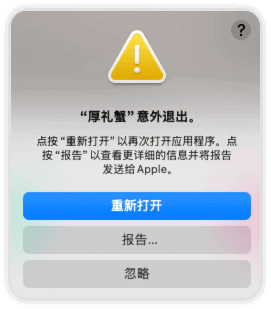 ?
“厚礼蟹”意外退出。
点按“重新打开”以再次打开应用程序。点
按“报告”以查看更详细的信息并将报告
发送给Apple。
重新打开
报告...
忽略